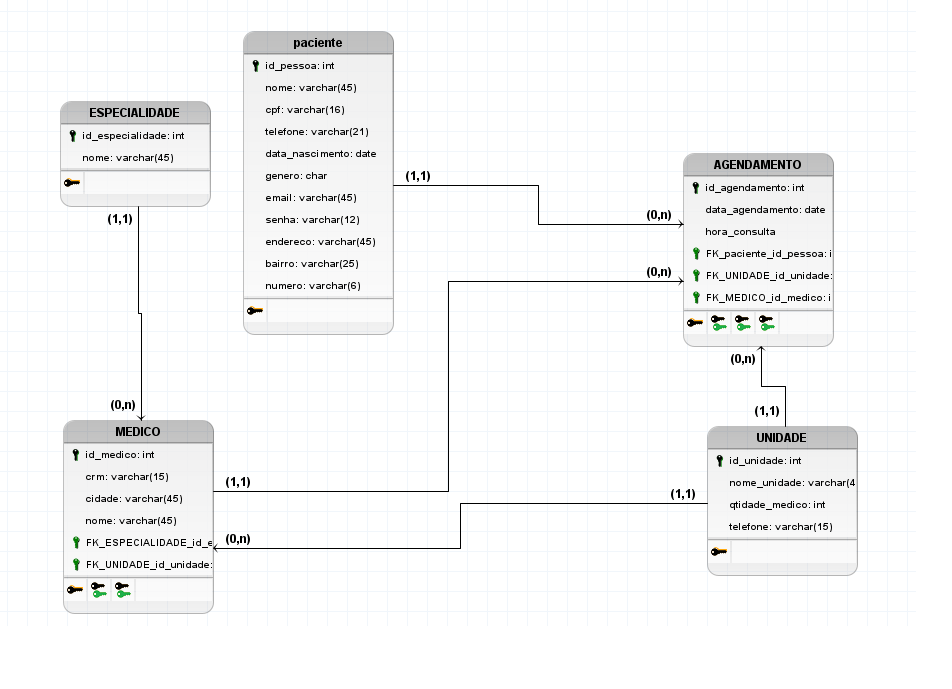 paciente
id_pessoa: int
nome: varchar(45)
cpf: varchar(16)
telefone: varchar(21)
data_nascimento: date
genero: char
email: varchar(45)
senha: varchar(12)
endereco: varchar(45)
bairro: varchar(25)
numero: varchar(6)
ESPECIALIDADE
id_especialidade: int
nome: varchar(45)
(1,1)
(0,n)
(1,1)
(0,n)
AGENDAMENTO
id_agendamento: int
data_agendamento: date
hora_consulta
FK_paciente_id_pessoa: i
FK_UNIDADE_id_unidade:
FK_MEDICO_id_medico: i
(0,n)
(0,n)
(1,1)
MEDICO
id_medico: int
crm: varchar(15)
cidade: varchar(45)
nome: varchar(45)
FK_ESPECIALIDADE_id_e
FK_UNIDADE_id_unidade:
(1,1)
(0,n)
(1,1)
UNIDADE
id_unidade: int
nome_unidade: varchar(4
qtidade_medico: int
telefone: varchar(15)